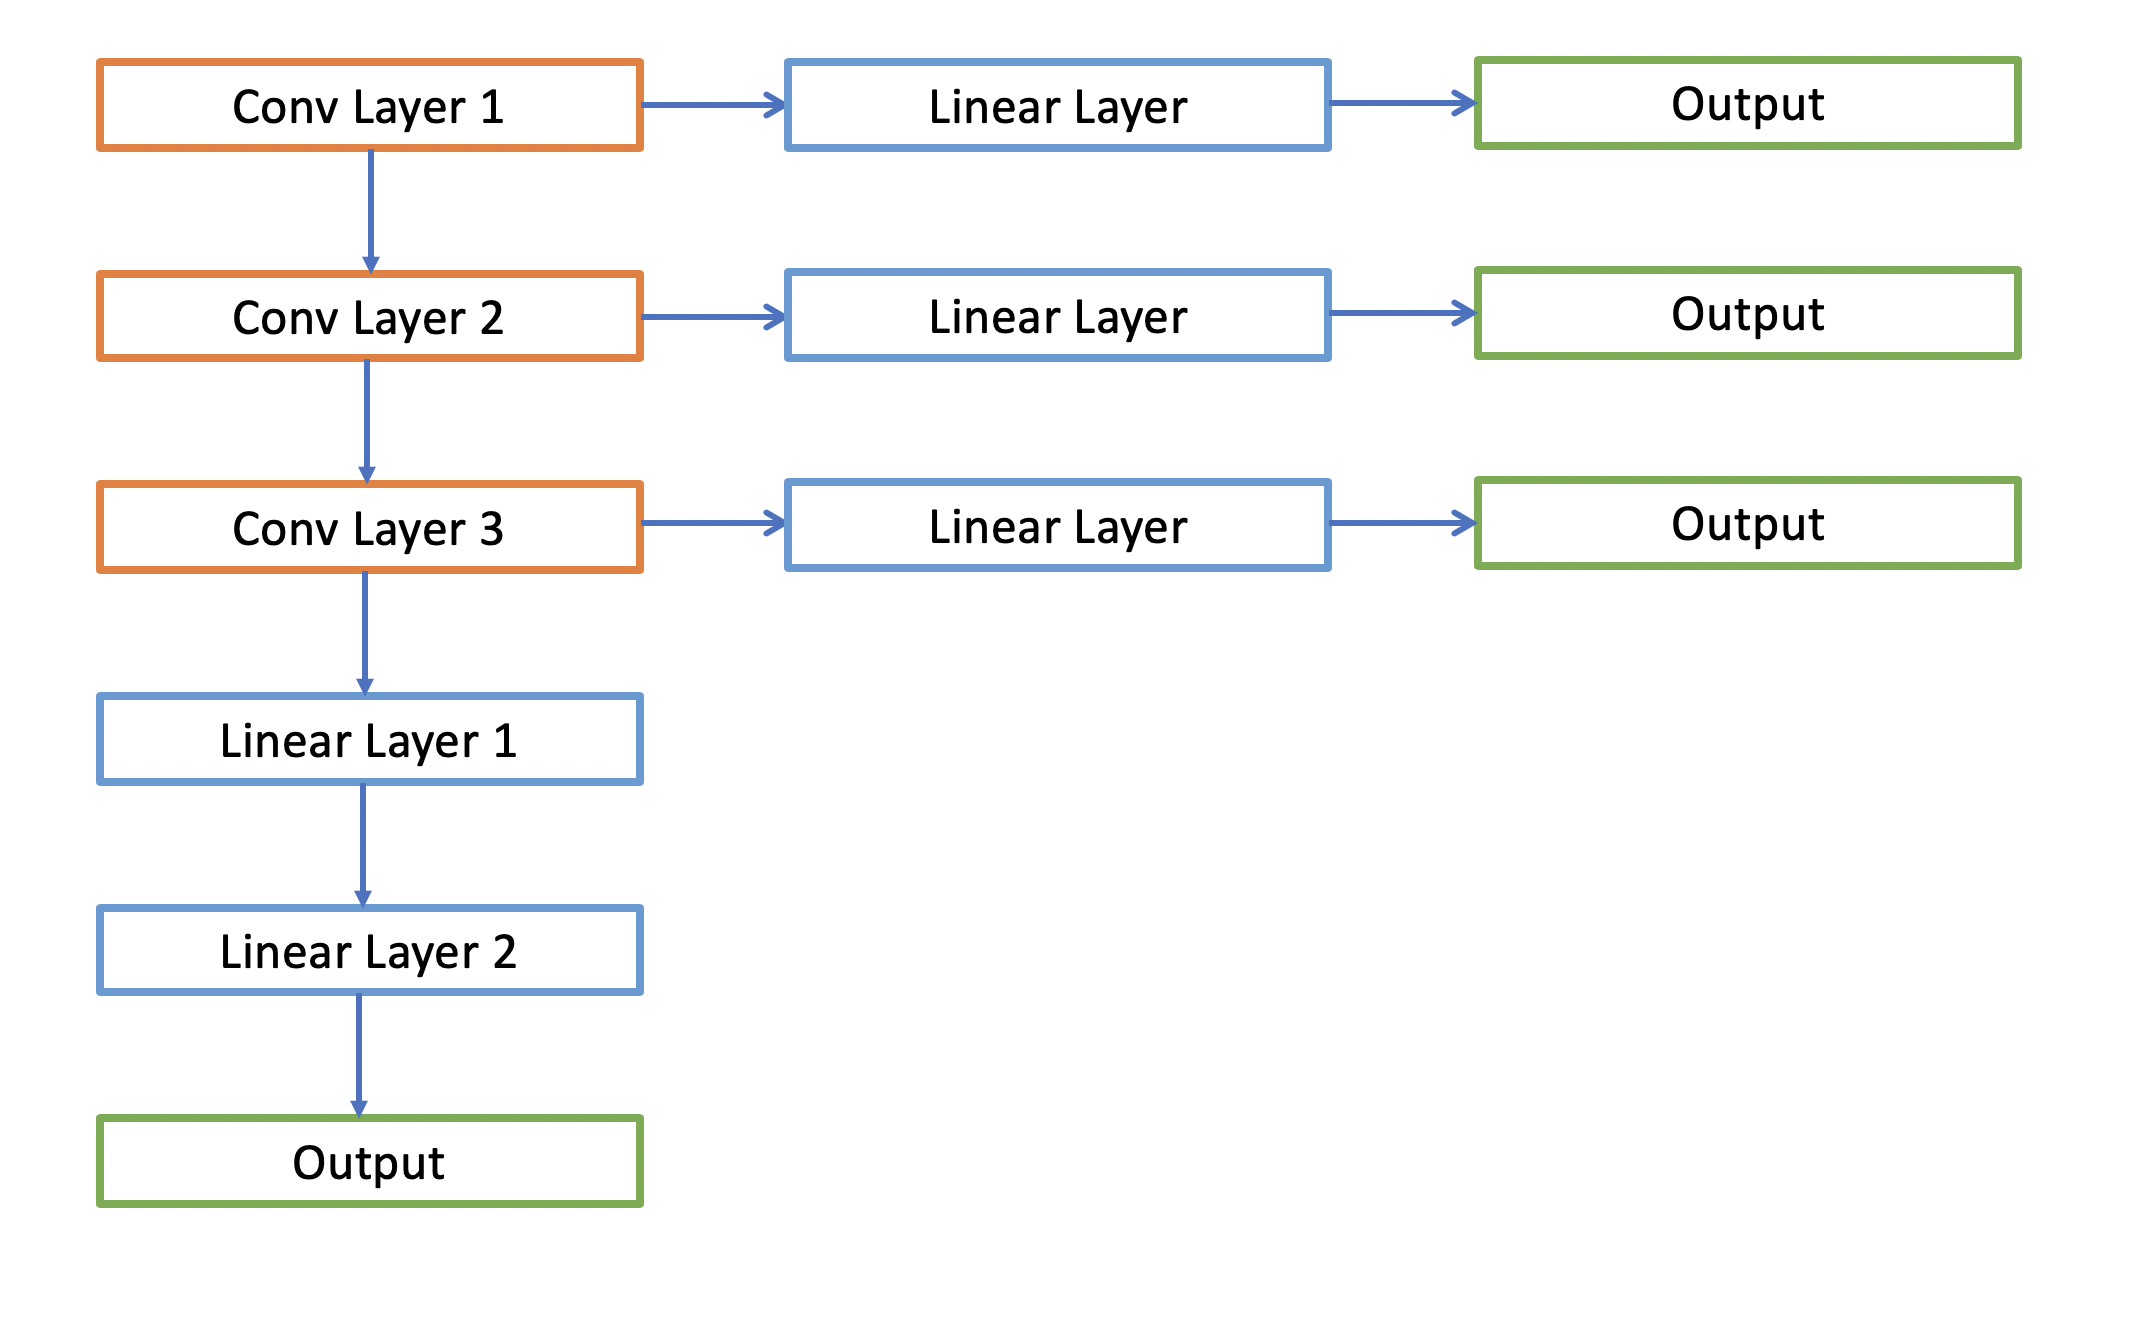 Conv Layer 1
Linear Layer
Output
Conv Layer 2
Linear Layer
Output
Conv Layer 3
Linear Layer
Output
Linear Layer 1
Linear Layer 2
Output